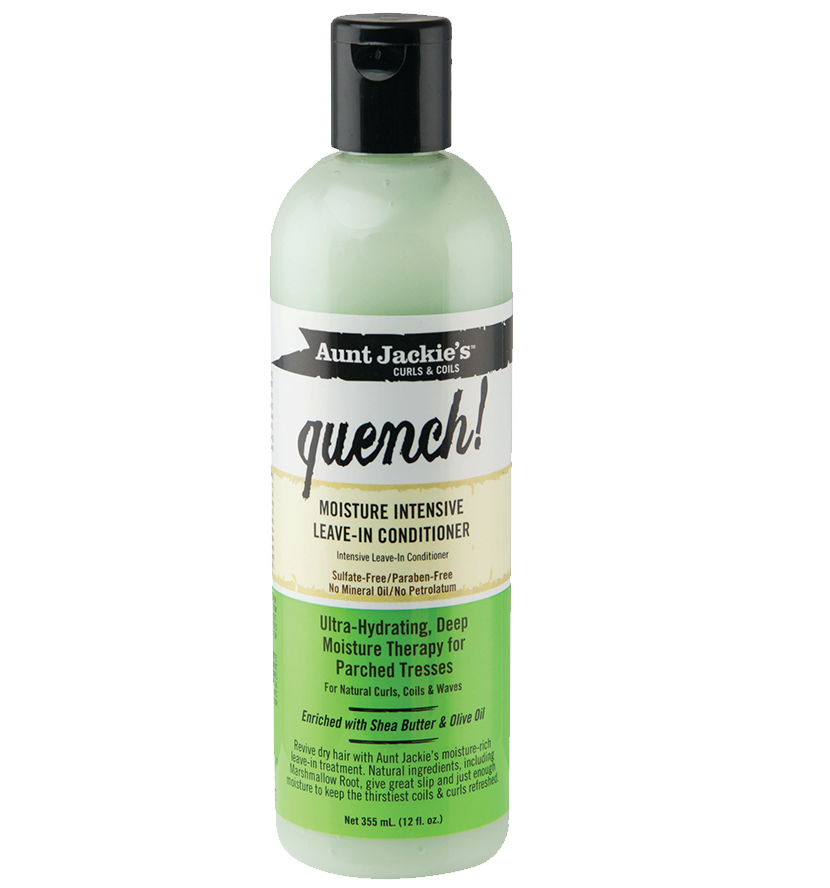 Aunt Jackie's™
CURLS & COILS
quench!
MOISTURE INTENSIVE
LEAVE-IN CONDITIONER
Intensive Leave-In Conditioner
Sulfate-Free/Paraben-Free
No Mineral Oil/No Petrolatum
Ultra-Hydrating, Deep
Moisture Therapy for
Parched Tresses
For Natural Curls, Coils & Waves
Enriched with Shea Butter & Olive Oil
Revive dry hair with Aunt Jackie's moisture-rich
leave-in treatment. Natural ingredients, including
Marshmallow Root, give great slip and just enough
moisture to keep the thirstiest coils & curls refreshed.
Net 355 mL. (12 fl. oz.)